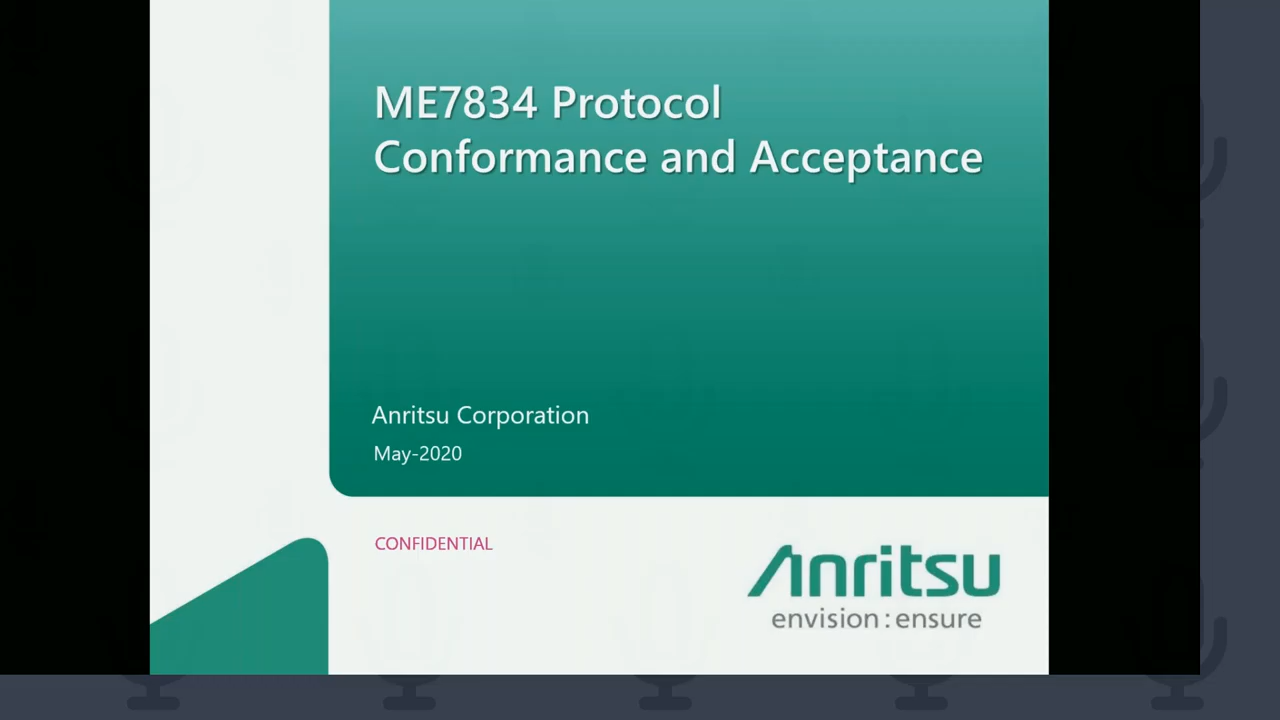 ME7834 Protocol
Conformance and Acceptance
Anritsu Corporation
May-2020
CONFIDENTIAL
Anritsu
envision : ensure